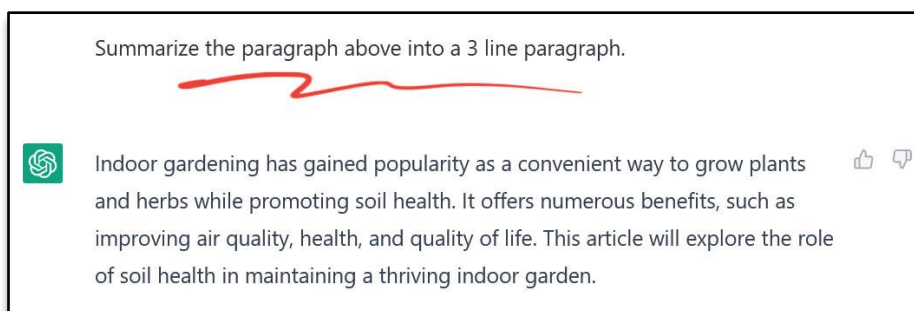 Summarize the paragraph above into a 3 line paragraph.
Indoor gardening has gained popularity as a convenient way to grow plants
and herbs while promoting soil health. It offers numerous benefits, such as
improving air quality, health, and quality of life. This article will explore the role
of soil health in maintaining a thriving indoor garden.